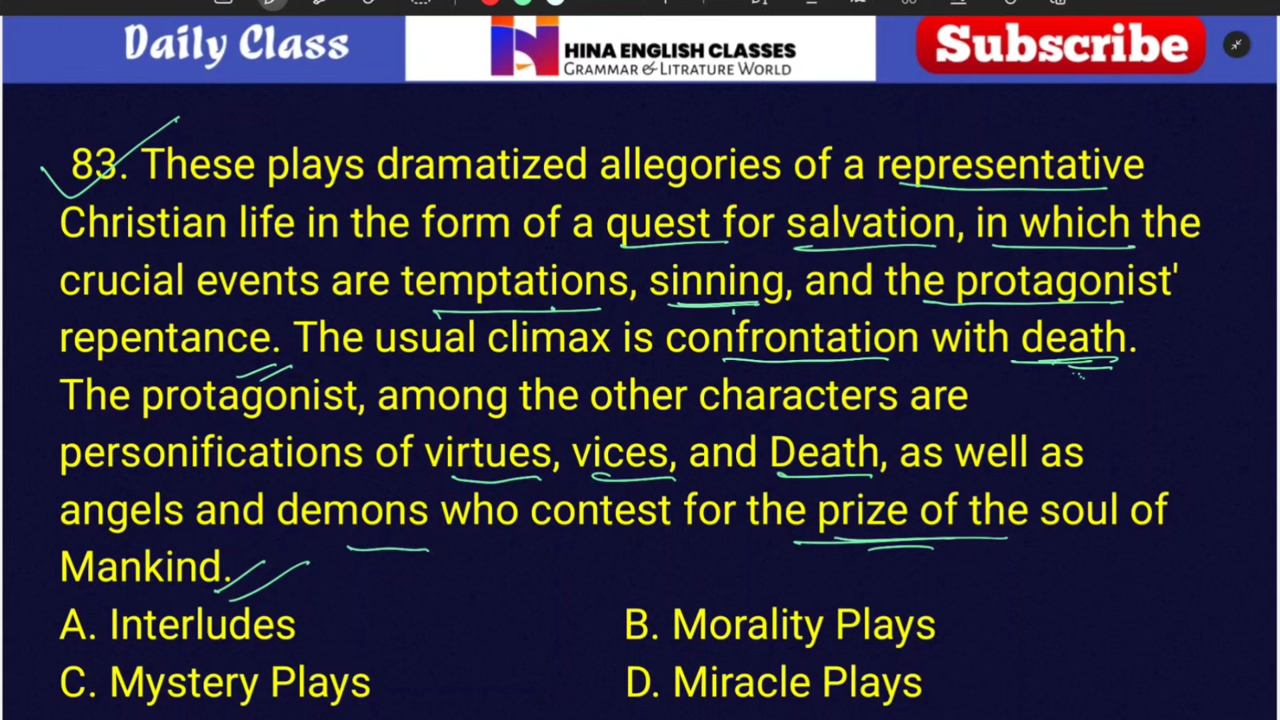 Daily Class
HINA ENGLISH CLASSES
GRAMMAR & LITRATURE WORLD
Subscribe
83. These plays dramatized allegories of a representative
Christian life in the form of a quest for salvation, in which the
crucial events are temptations, sinning, and the protagonist'
repentance. The usual climax is confrontation with death.
The protagonist, among the other characters are
personifications of virtues, vices, and Death, as well as
angels and demons who contest for the prize of the soul of
Mankind.
A. Interludes
B. Morality Plays
C. Mystery Plays
D. Miracle Plays